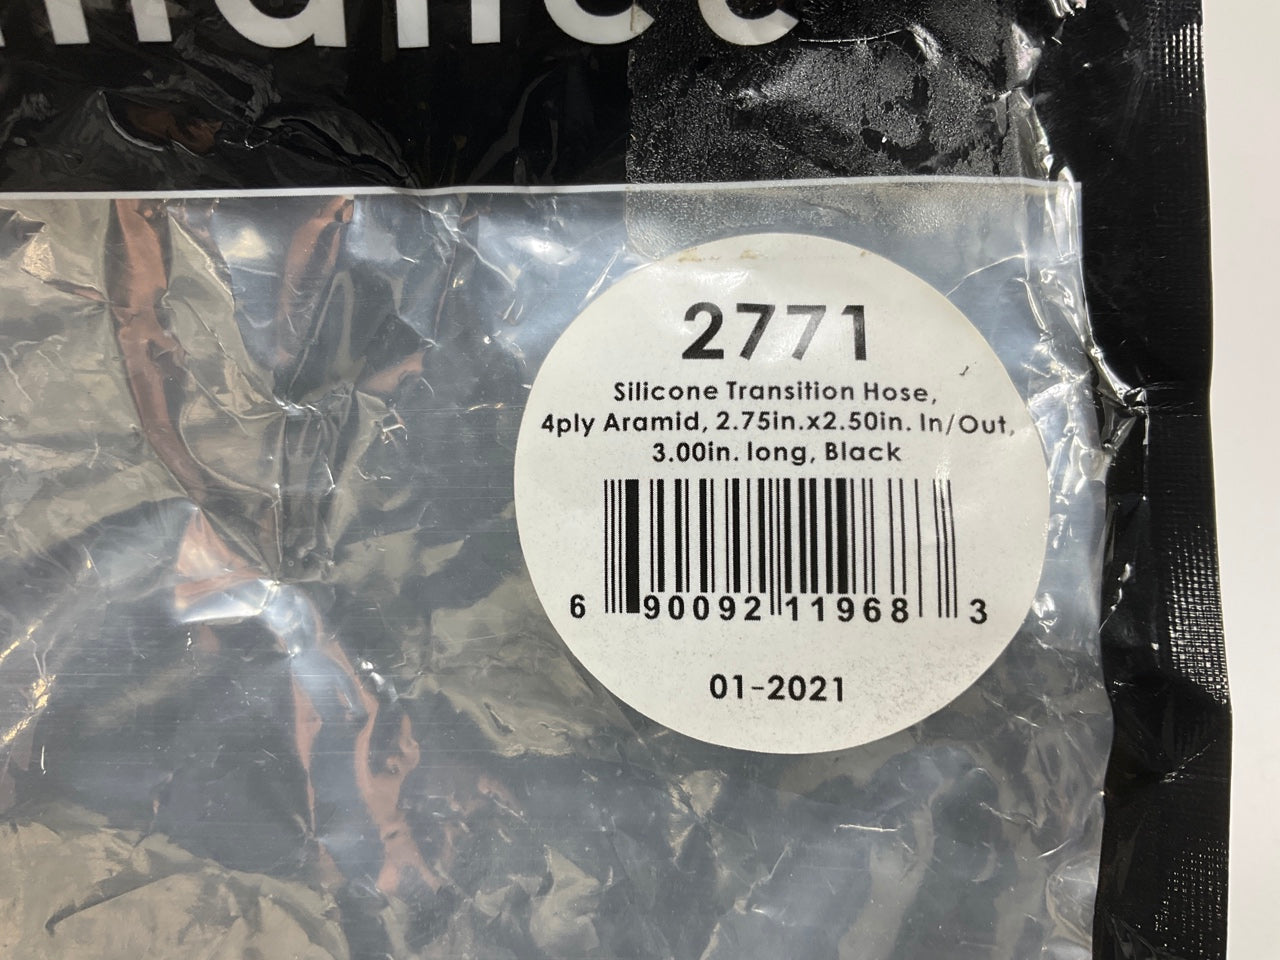 2771
Silicone Transition Hose,
4ply Aramid, 2.75in.x2.50in. In/Out,
3.00in. long, Black
6 90092 11968 3
01-2021